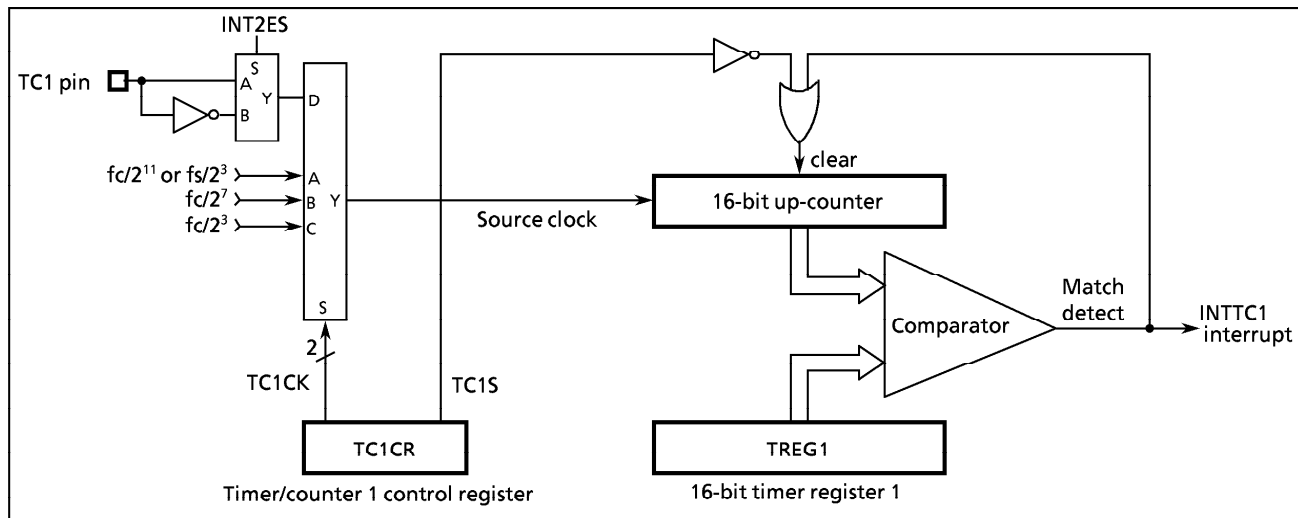 INT2ES
TC1 pin
S
A
Y
B
D
fc/2¹¹ or fs/2³
A
fc/2⁷
B
Y
fc/2³
C
S
2
TC1CK
TC1S
TC1CR
Timer/counter 1 control register
clear
16-bit up-counter
Source clock
Comparator
Match
detect
INTTC1
interrupt
TREG1
16-bit timer register 1